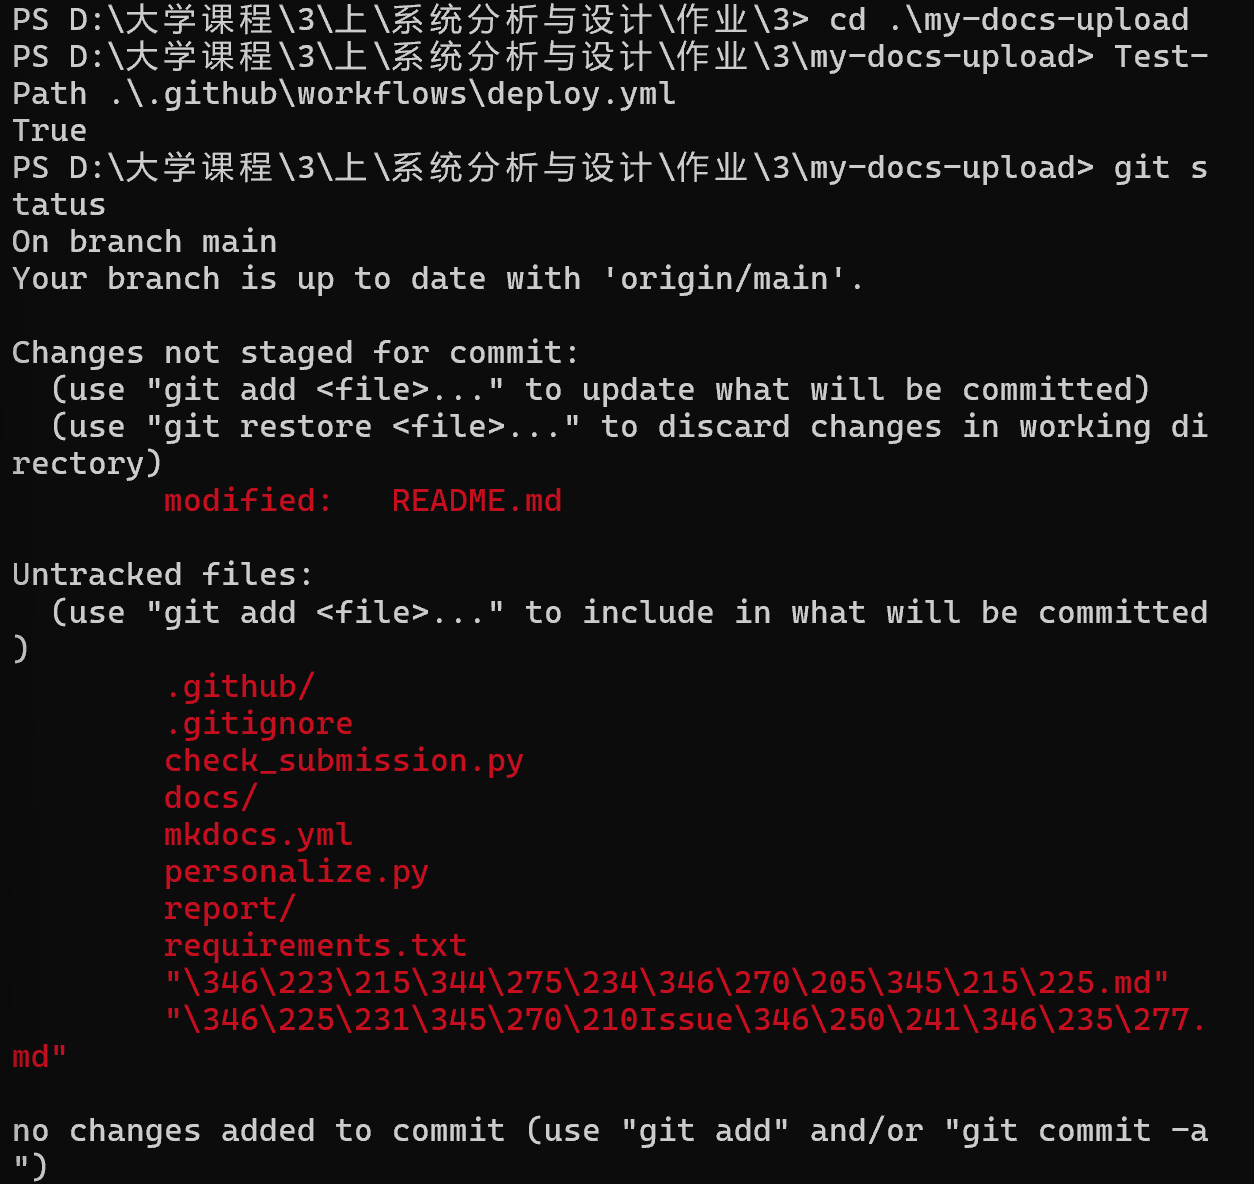 PS D:\大学课程\3\上\系统分析与设计\作业\3> cd .\my-docs-upload
PS D:\大学课程\3\上\系统分析与设计\作业\3\my-docs-upload> Test-
Path .\.github\workflows\deploy.yml
True
PS D:\大学课程\3\上\系统分析与设计\作业\3\my-docs-upload> git s
tatus
On branch main
Your branch is up to date with 'origin/main'.

Changes not staged for commit:
  (use "git add <file>..." to update what will be committed)
  (use "git restore <file>..." to discard changes in working di
rectory)
        modified:   README.md

Untracked files:
  (use "git add <file>..." to include in what will be committed
)
        .github/
        .gitignore
        check_submission.py
        docs/
        mkdocs.yml
        personalize.py
        report/
        requirements.txt
        "\346\223\215\344\275\234\346\270\205\345\215\225.md"
        "\346\225\231\345\270\210Issue\346\250\241\346\235\277.
md"

no changes added to commit (use "git add" and/or "git commit -a
")